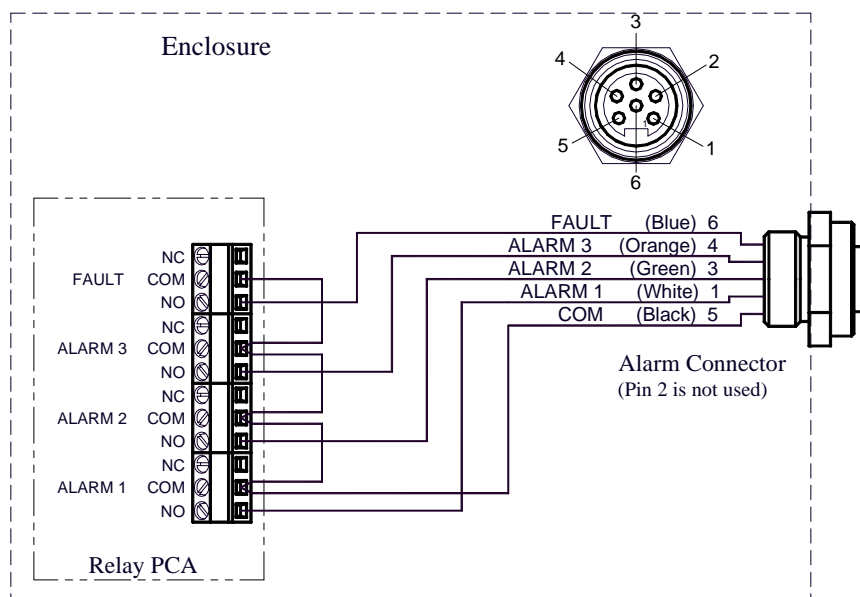 Enclosure
3
4
2
1
5
1
6
FAULT (Blue) 6
ALARM 3 (Orange) 4
ALARM 2 (Green) 3
ALARM 1 (White) 1
COM (Black) 5
Alarm Connector
(Pin 2 is not used)
NC
FAULT COM
NO
NC
ALARM 3 COM
NO
NC
ALARM 2 COM
NO
NC
ALARM 1 COM
NO
Relay PCA